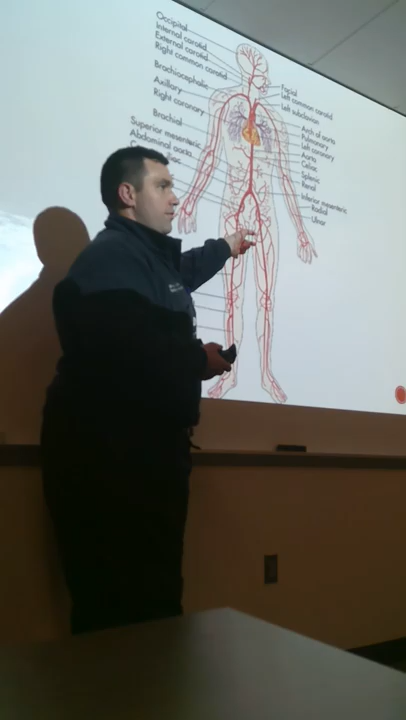 Occipital
Internal carotid
External carotid
Right common carotid
Brachiocephalic
Axillary
Right coronary
Brachial
Superior mesenteric
Abdominal aorta
iliac
Facial
Left common carotid
Left subclavian
Arch of aorta
Pulmonary
Left coronary
Aorta
Celiac
Splenic
Renal
Inferior mesenteric
Radial
Ulnar